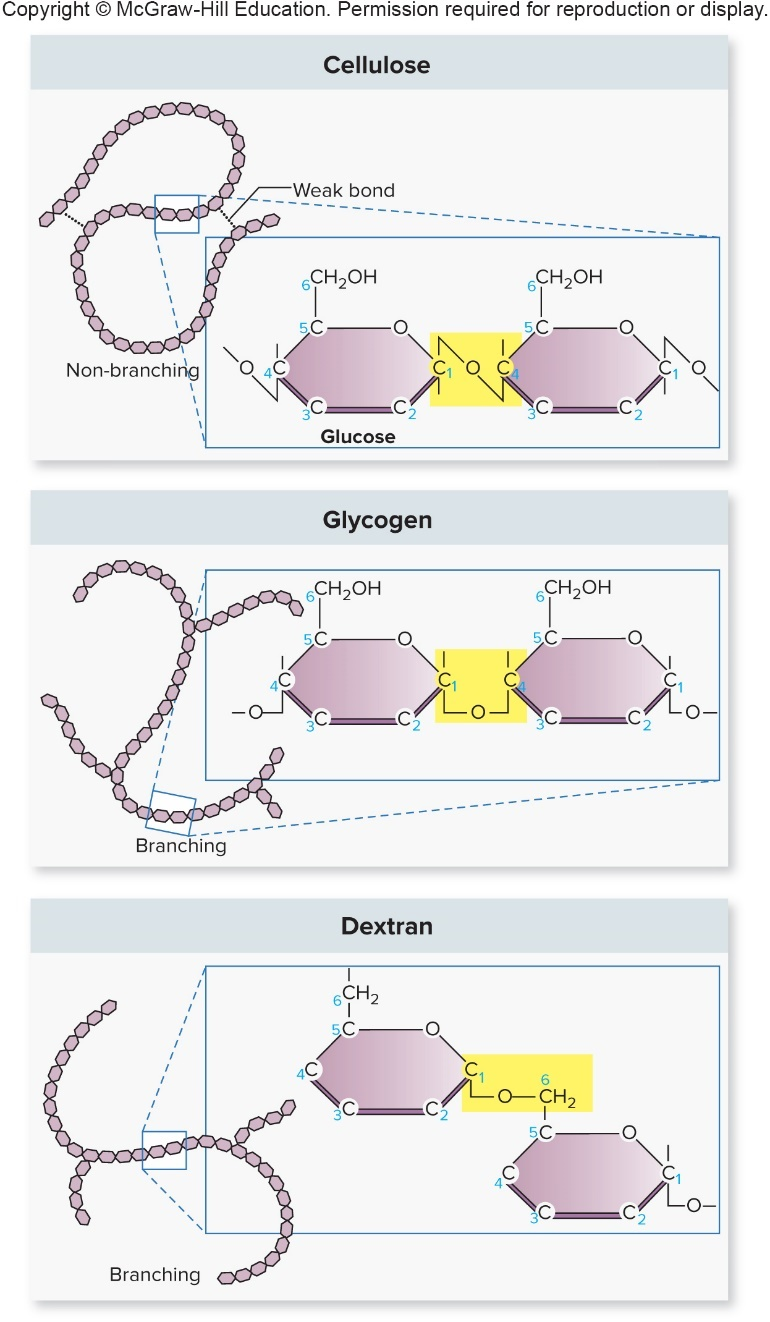 Copyright © McGraw-Hill Education. Permission required for reproduction or display.
Cellulose
Weak bond
Non-branching
6 CH2OH
6 CH2OH
5 C O
5 C O
O 4 C C 1 O C 4 C 1 O
3 C C 2
3 C C 2
Glucose
Glycogen
6 CH2OH
6 CH2OH
5 C O
5 C O
4 C C 1 C 4 C 1
O 3 C C 2 O 3 C C 2 O
Branching
Dextran
6 CH2
5 C O
4 C C 1
3 C C 2
O 6 CH2
5 C O
4 C C 1
3 C C 2 O
Branching